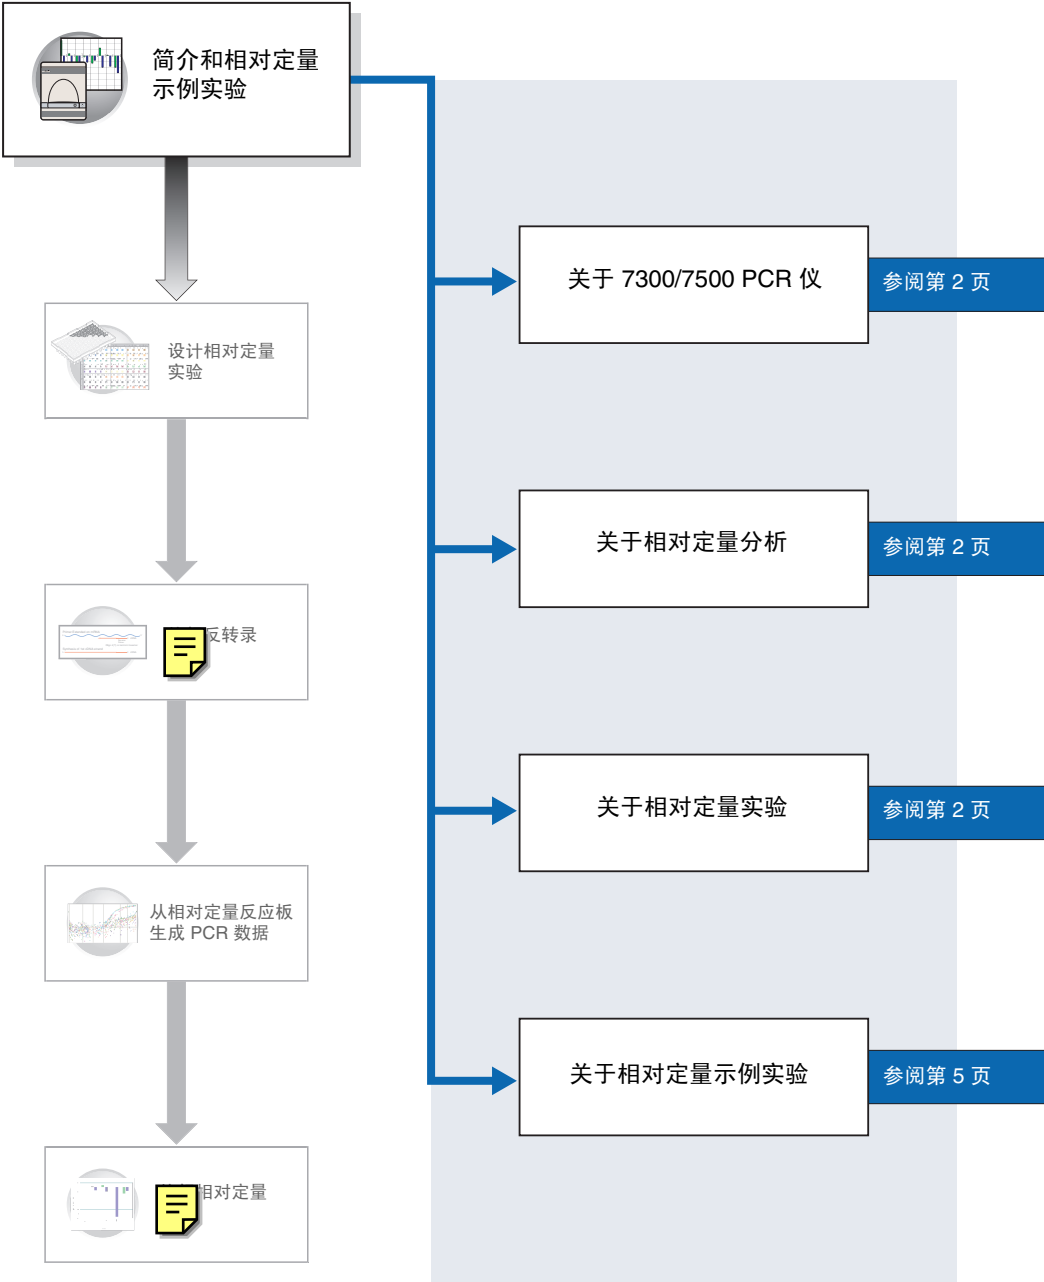 简介和相对定量
示例实验
关于 7300/7500 PCR 仪
参阅第 2 页
设计相对定量
实验
关于相对定量分析
参阅第 2 页
反转录
关于相对定量实验
参阅第 2 页
从相对定量反应板
生成 PCR 数据
关于相对定量示例实验
参阅第 5 页
相对定量